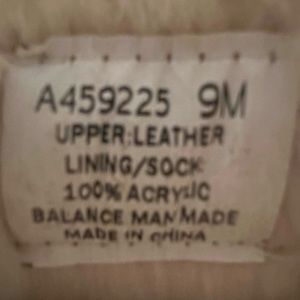 A459225 9M
UPPER:LEATHER
LINING/SOCK
100% ACRYLIC
BALANCE MAN MADE
MADE IN CHINA